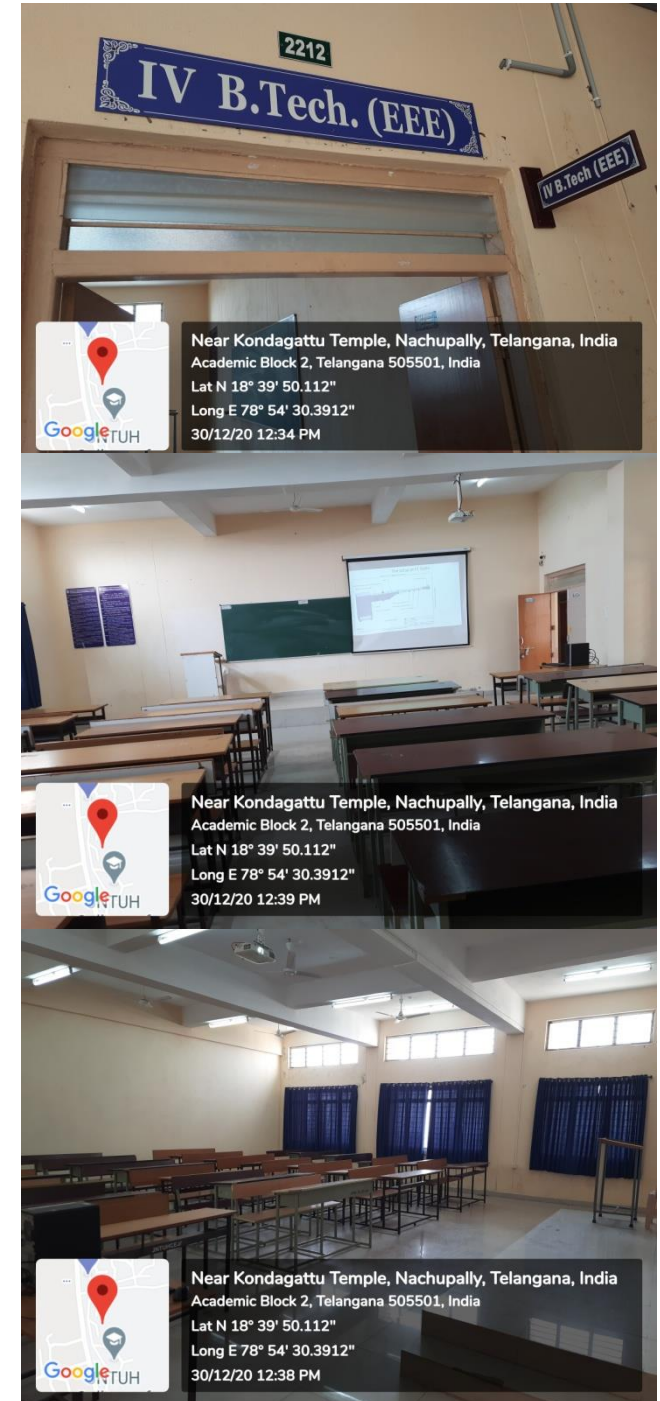 2212
IV B.Tech. (EEE)
IV B.Tech (EEE)
Near Kondagattu Temple, Nachupally, Telangana, India
Academic Block 2, Telangana 505501, India
Lat N 18° 39' 50.112"
Long E 78° 54' 30.3912"
30/12/20 12:34 PM
Google
NTUH
Near Kondagattu Temple, Nachupally, Telangana, India
Academic Block 2, Telangana 505501, India
Lat N 18° 39' 50.112"
Long E 78° 54' 30.3912"
30/12/20 12:39 PM
Google
NTUH
Near Kondagattu Temple, Nachupally, Telangana, India
Academic Block 2, Telangana 505501, India
Lat N 18° 39' 50.112"
Long E 78° 54' 30.3912"
30/12/20 12:38 PM
Google
NTUH